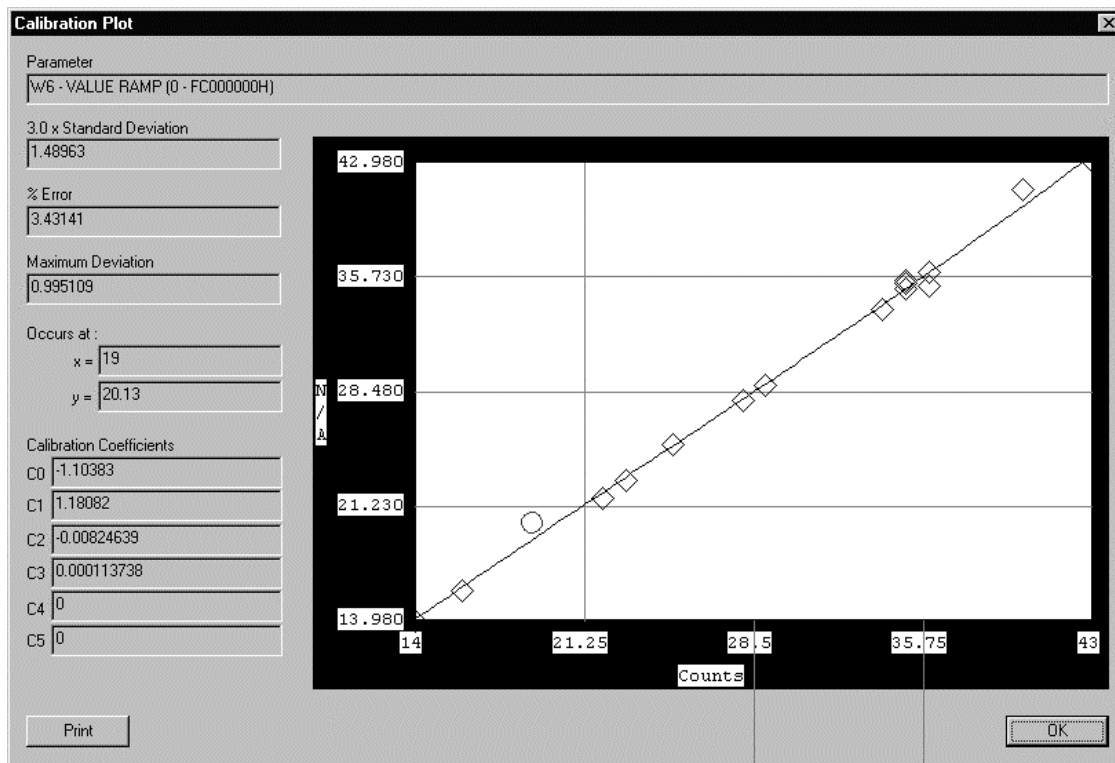 Calibration Plot
Parameter
W6 - VALUE RAMP (0 - FC000000H)
3.0 x Standard Deviation
1.48963
% Error
3.43141
Maximum Deviation
0.995109
Occurs at :
x = 19
y = 20.13
Calibration Coefficients
C0 -1.10383
C1 1.18082
C2 -0.00824639
C3 0.000113738
C4 0
C5 0
42.980
35.730
28.480
21.230
13.980
N
/
A
14 21.25 28.5 35.75 43
Counts
Print OK